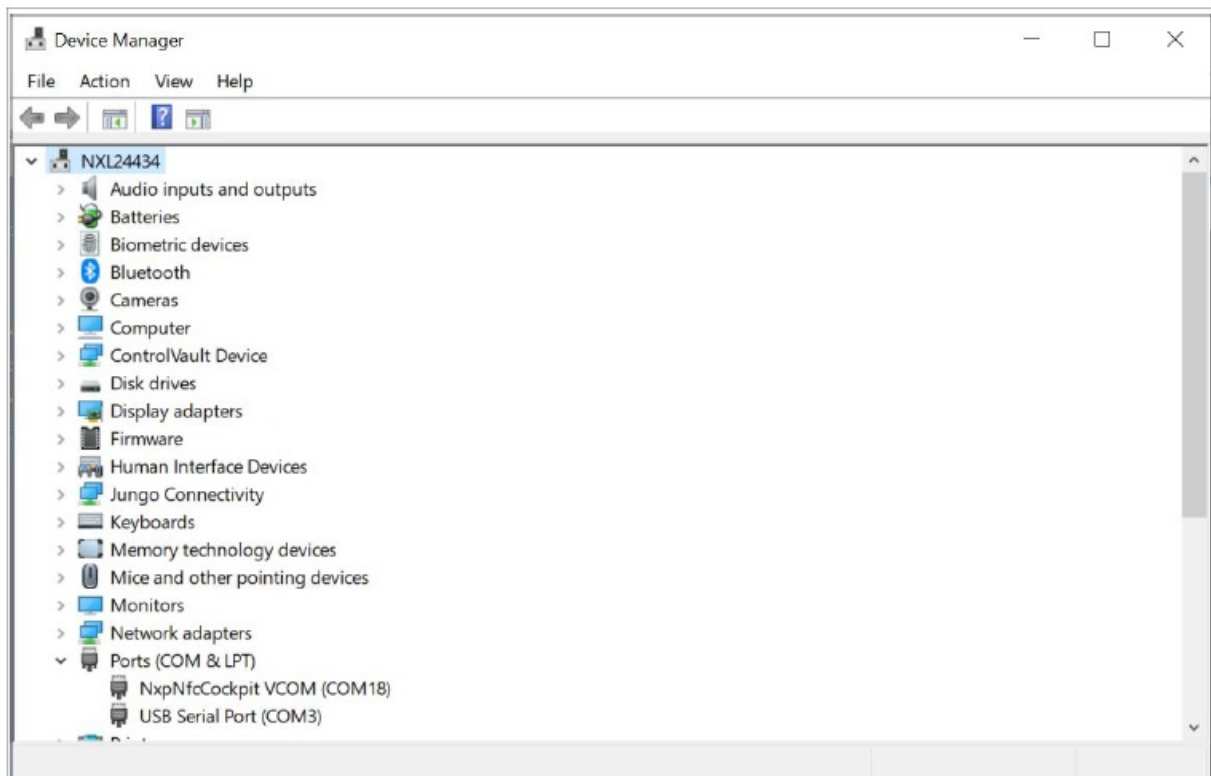 Device Manager
File Action View Help
NXL24434
Audio inputs and outputs
Batteries
Biometric devices
Bluetooth
Cameras
Computer
ControlVault Device
Disk drives
Display adapters
Firmware
Human Interface Devices
Jungo Connectivity
Keyboards
Memory technology devices
Mice and other pointing devices
Monitors
Network adapters
Ports (COM & LPT)
NxpNfcCockpit VCOM (COM18)
USB Serial Port (COM3)